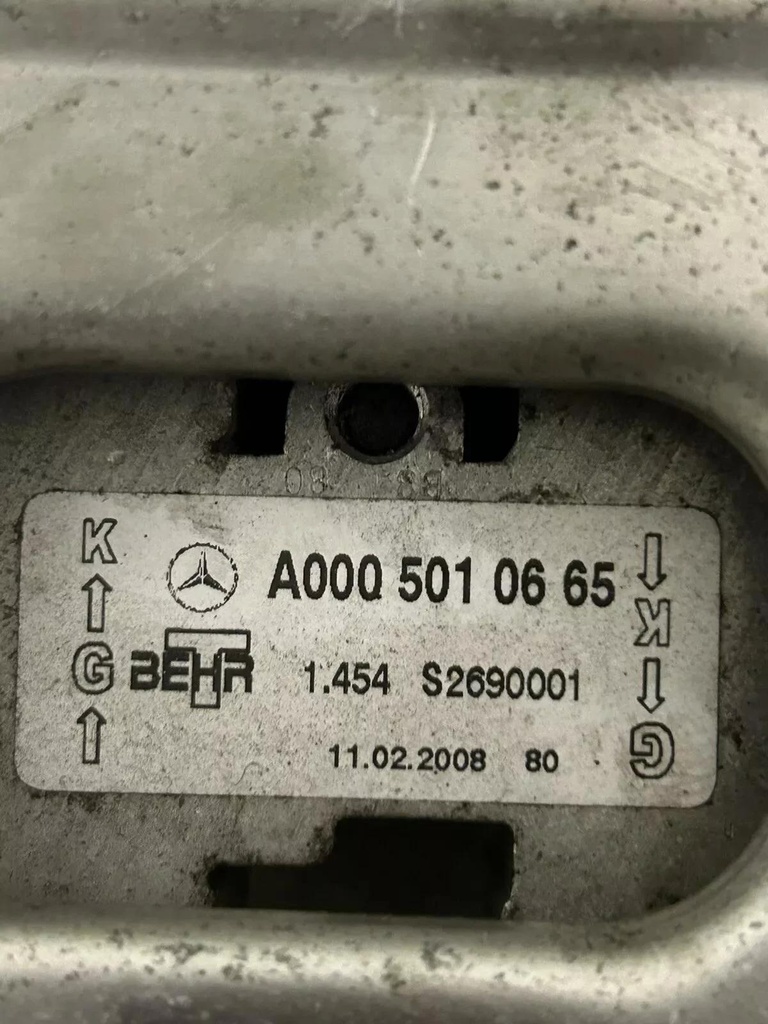 K A000 501 06 65
G BEHR 1.454 S2690001 K
11.02.2008 80 G